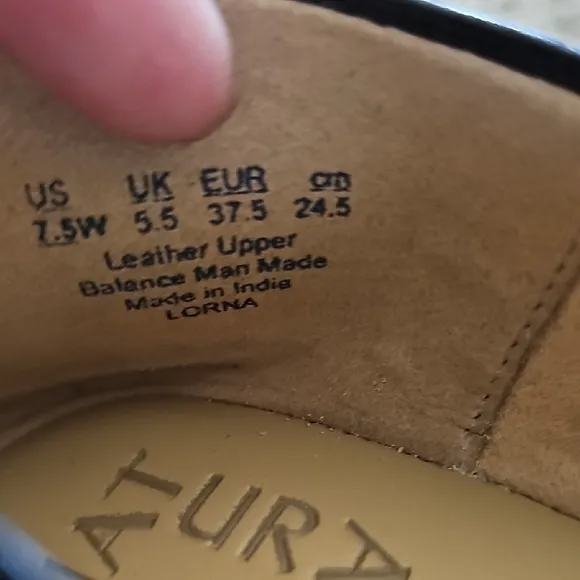 US UK EUR cm
7.5W 5.5 37.5 24.5
Leather Upper
Balance Man Made
Made in India
LORNA
ATURA